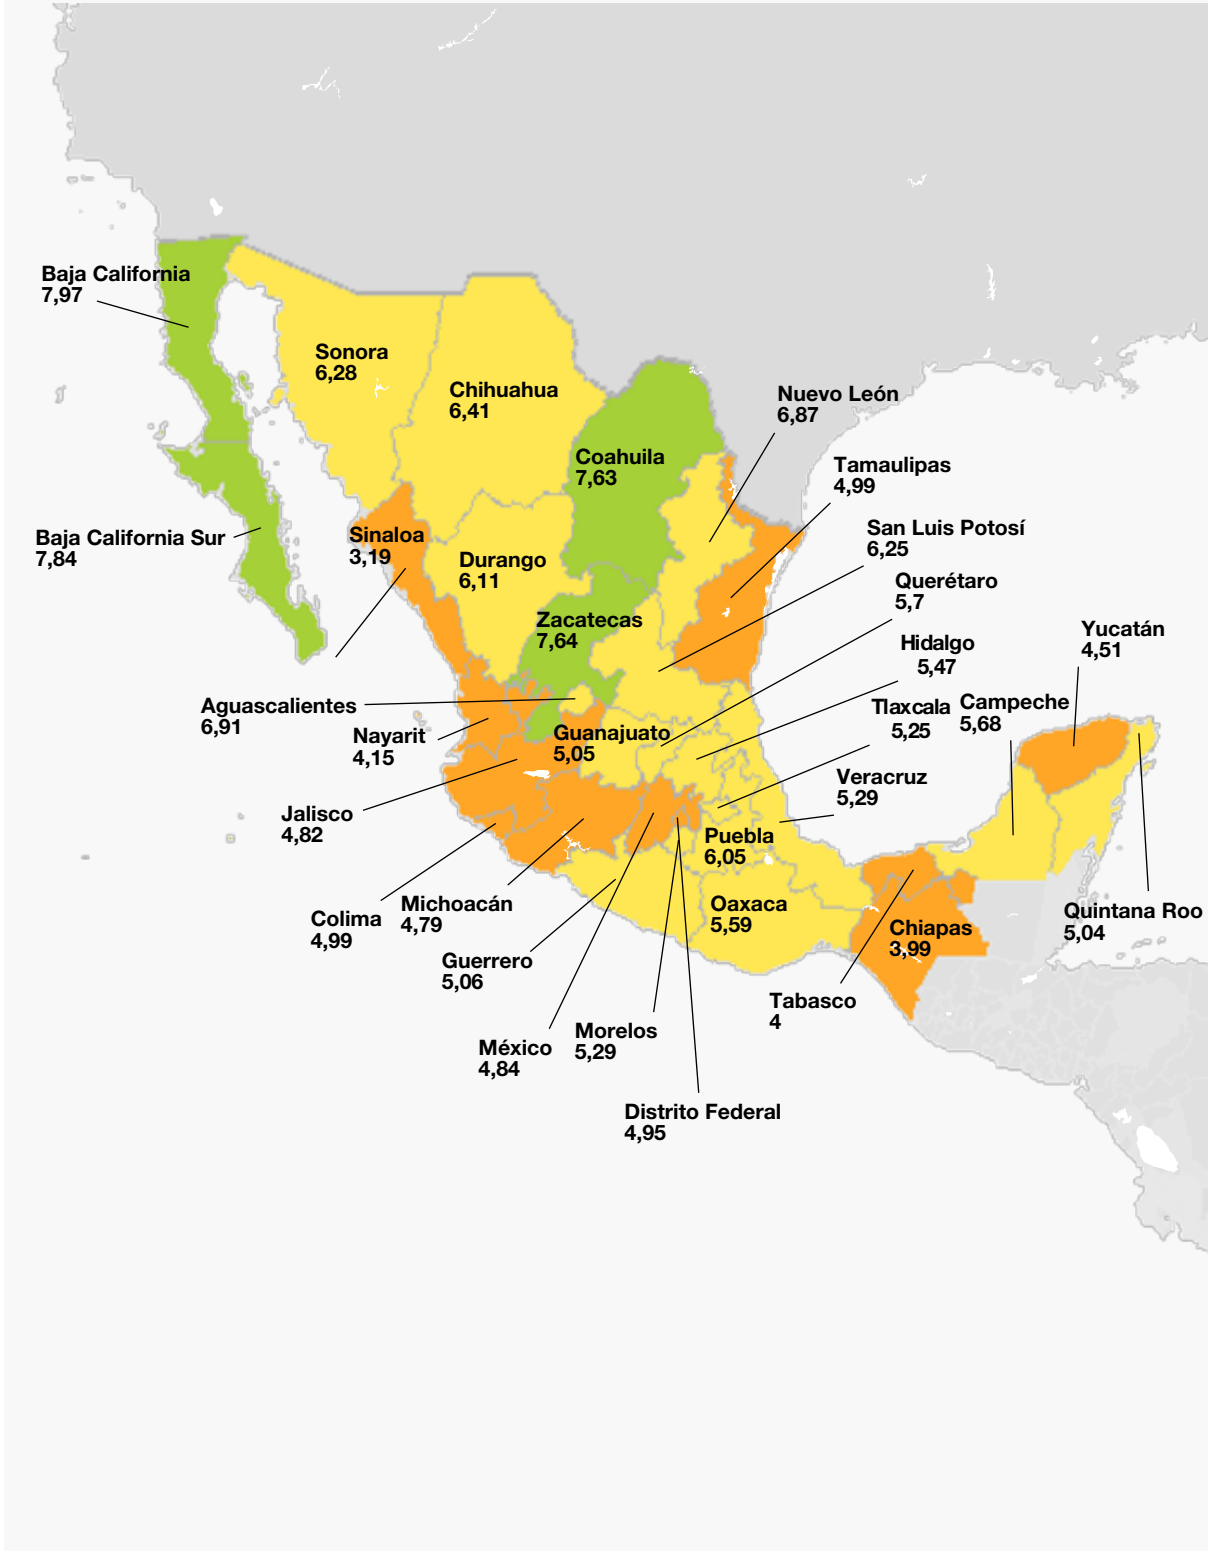 Baja California
7,97
Sonora
6,28
Chihuahua
6,41
Nuevo León
6,87
Coahuila
7,63
Tamaulipas
4,99
San Luis Potosí
6,25
Baja California Sur
7,84
Sinaloa
3,19
Durango
6,11
Querétaro
5,7
Zacatecas
7,64
Hidalgo
5,47
Yucatán
4,51
Aguascalientes
6,91
Nayarit
4,15
Guanajuato
5,05
Tlaxcala
5,25
Campeche
5,68
Veracruz
5,29
Jalisco
4,82
Puebla
6,05
Colima
4,99
Michoacán
4,79
Oaxaca
5,59
Chiapas
3,99
Quintana Roo
5,04
Guerrero
5,06
Tabasco
4
México
4,84
Morelos
5,29
Distrito Federal
4,95